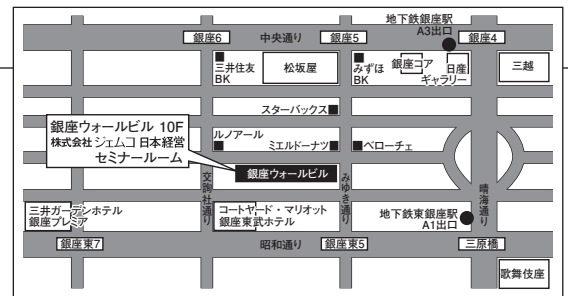 地下鉄銀座駅
A3出口
銀座6
中央通り
銀座5
銀座4
三井住友
BK
松坂屋
みずほ
BK
銀座コア
日産
ギャラリー
三越
スターバックス
銀座ウォールビル 10F
株式会社 ジェムコ 日本経営
セミナールーム
ルノアール
ミエルドーナツ
ベローチェ
銀座ウォールビル
交詢社通り
みゆき通り
晴海通り
三井ガーデンホテル
銀座プレミア
コートヤード・マリオット
銀座東武ホテル
地下鉄東銀座駅
A1出口
銀座東7
昭和通り
銀座東5
三原橋
歌舞伎座